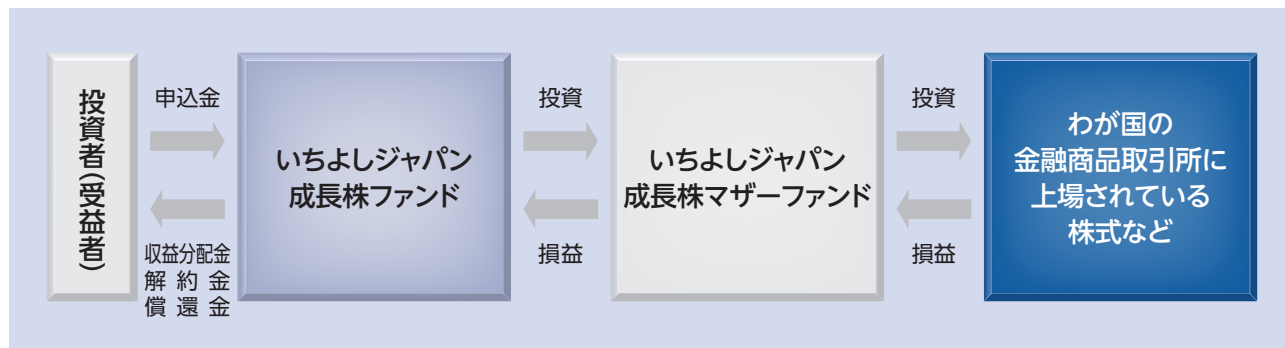 投資者(受益者)
申込金
収益分配金
解約金
償還金
いちよしジャパン
成長株ファンド
投資
損益
いちよしジャパン
成長株マザーファンド
投資
損益
わが国の
金融商品取引所に
上場されている
株式など